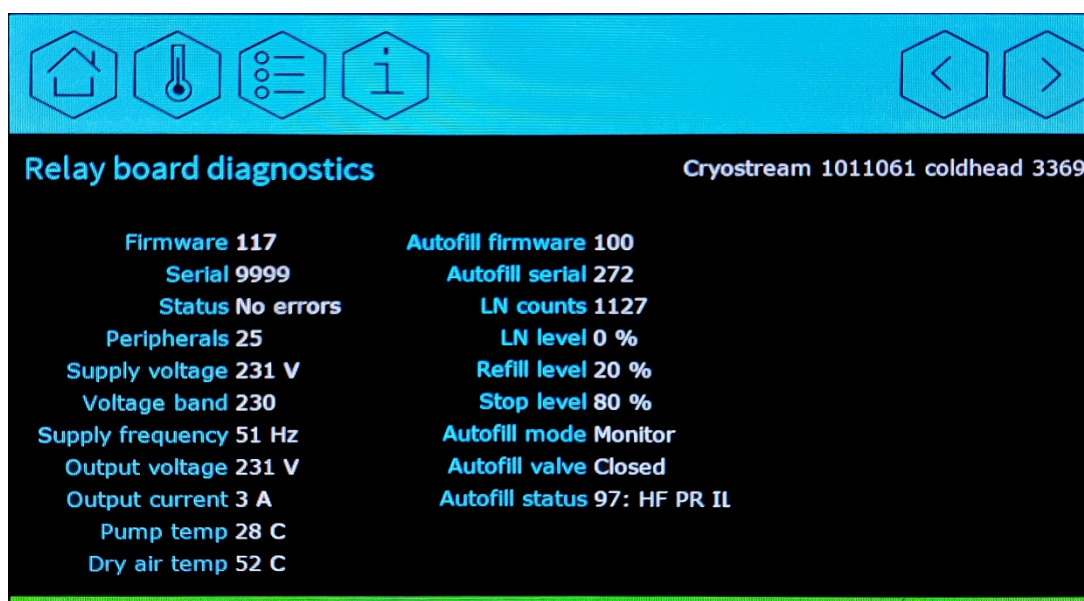 Relay board diagnostics
Cryostream 1011061 coldhead 3369
Firmware 117
Serial 9999
Status No errors
Peripherals 25
Supply voltage 231 V
Voltage band 230
Supply frequency 51 Hz
Output voltage 231 V
Output current 3 A
Pump temp 28 C
Dry air temp 52 C
Autofill firmware 100
Autofill serial 272
LN counts 1127
LN level 0 %
Refill level 20 %
Stop level 80 %
Autofill mode Monitor
Autofill valve Closed
Autofill status 97: HF PR IL